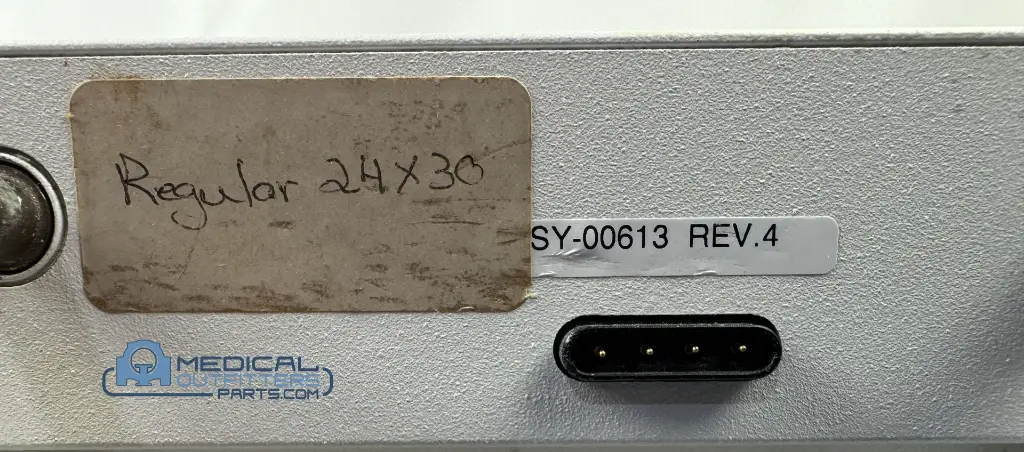 Regular 24X30
SY-00613 REV.4
MEDICAL
OUTFITTERS
PARTS.COM